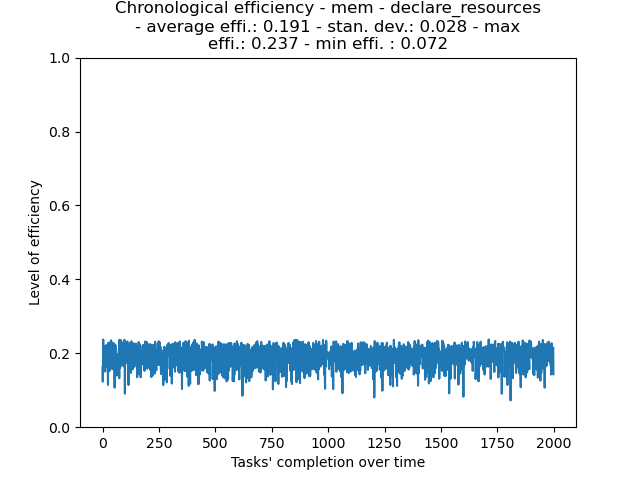 Chronological efficiency - mem - declare_resources
- average effi.: 0.191 - stan. dev.: 0.028 - max
effi.: 0.237 - min effi. : 0.072
1.0
0.8
0.6
0.4
0.2
0.0
Level of efficiency
0 250 500 750 1000 1250 1500 1750 2000
Tasks' completion over time